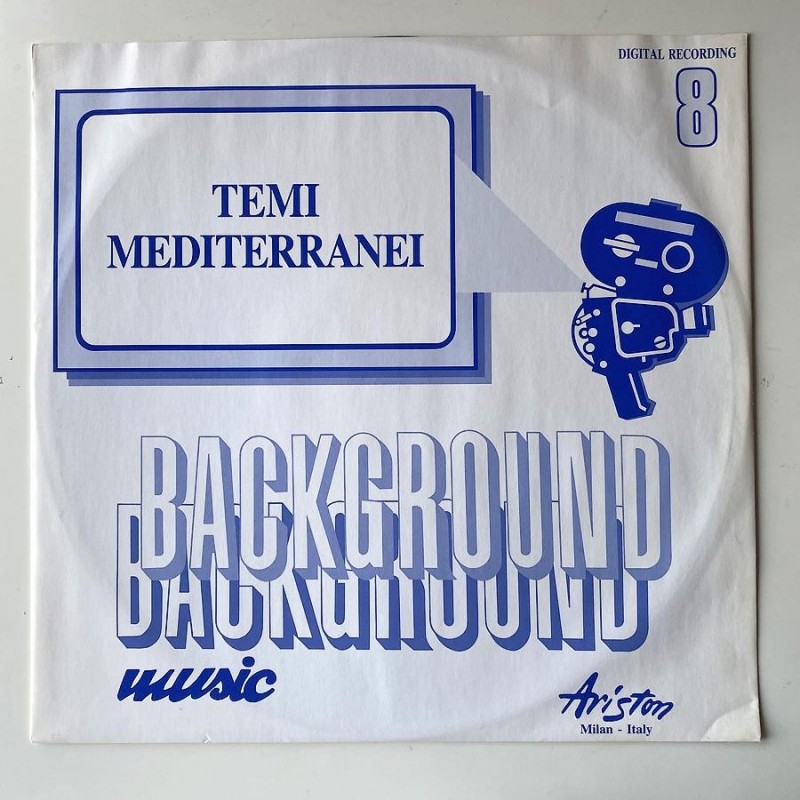 DIGITAL RECORDING
8
TEMI
MEDITERRANEI
BACKGROUND
BACKGROUND
music
Ariston
Milan - Italy